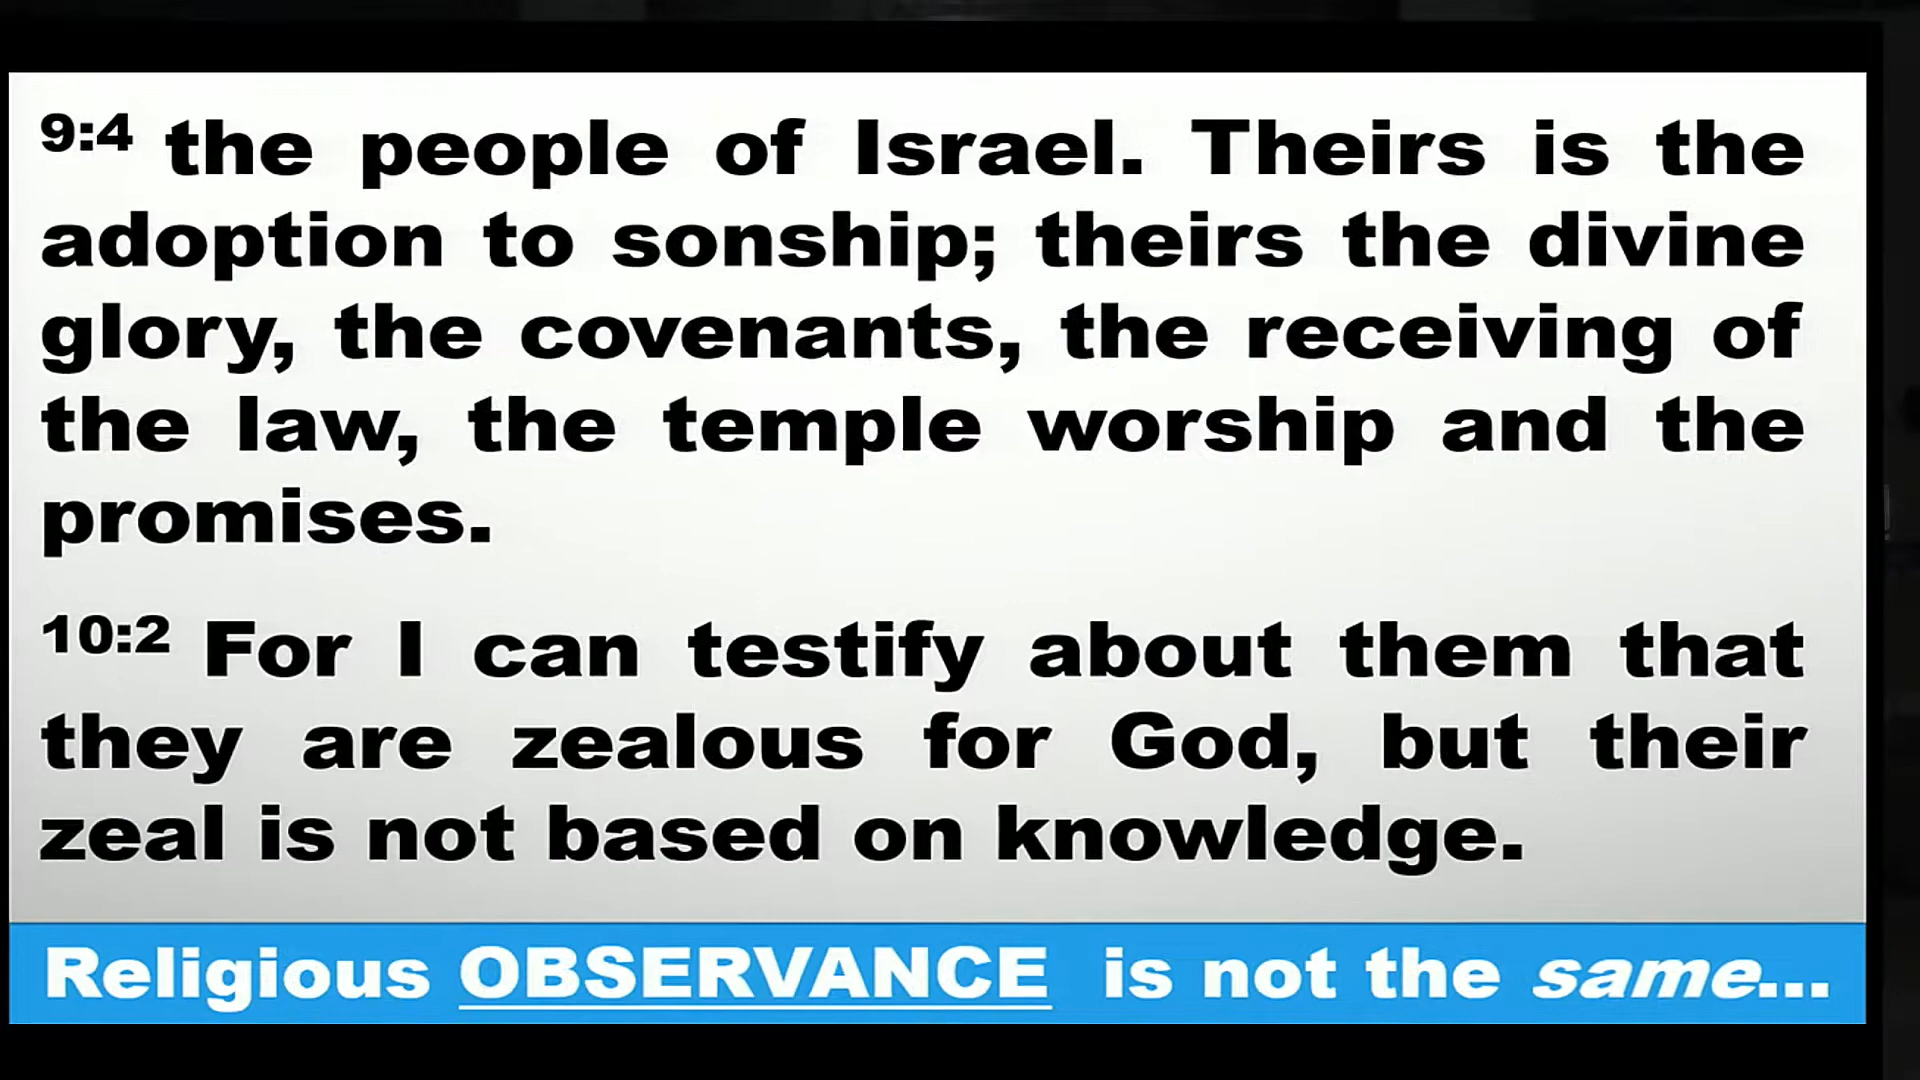 9:4 the people of Israel. Theirs is the
adoption to sonship; theirs the divine
glory, the covenants, the receiving of
the law, the temple worship and the
promises.
10:2 For I can testify about them that
they are zealous for God, but their
zeal is not based on knowledge.
Religious OBSERVANCE is not the same...